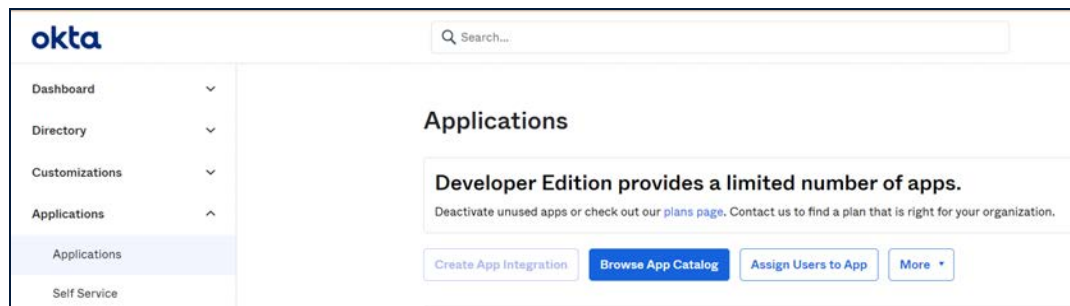 okta
Search...
Dashboard
Directory
Customizations
Applications
Applications
Self Service
Applications
Developer Edition provides a limited number of apps.
Deactivate unused apps or check out our plans page. Contact us to find a plan that is right for your organization.
Create App Integration
Browse App Catalog
Assign Users to App
More